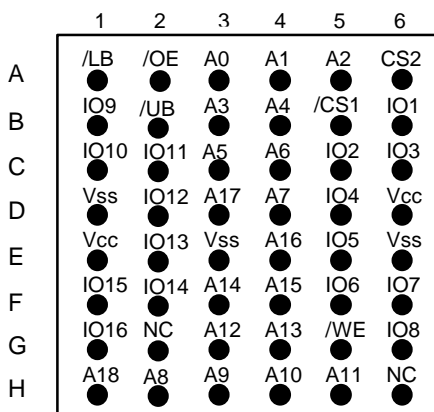 1 2 3 4 5 6
A /LB /OE A0 A1 A2 CS2
B IO9 /UB A3 A4 /CS1 IO1
C IO10 IO11 A5 A6 IO2 IO3
D Vss IO12 A17 A7 IO4 Vcc
E Vcc IO13 Vss A16 IO5 Vss
F IO15 IO14 A14 A15 IO6 IO7
G IO16 NC A12 A13 /WE IO8
H A18 A8 A9 A10 A11 NC